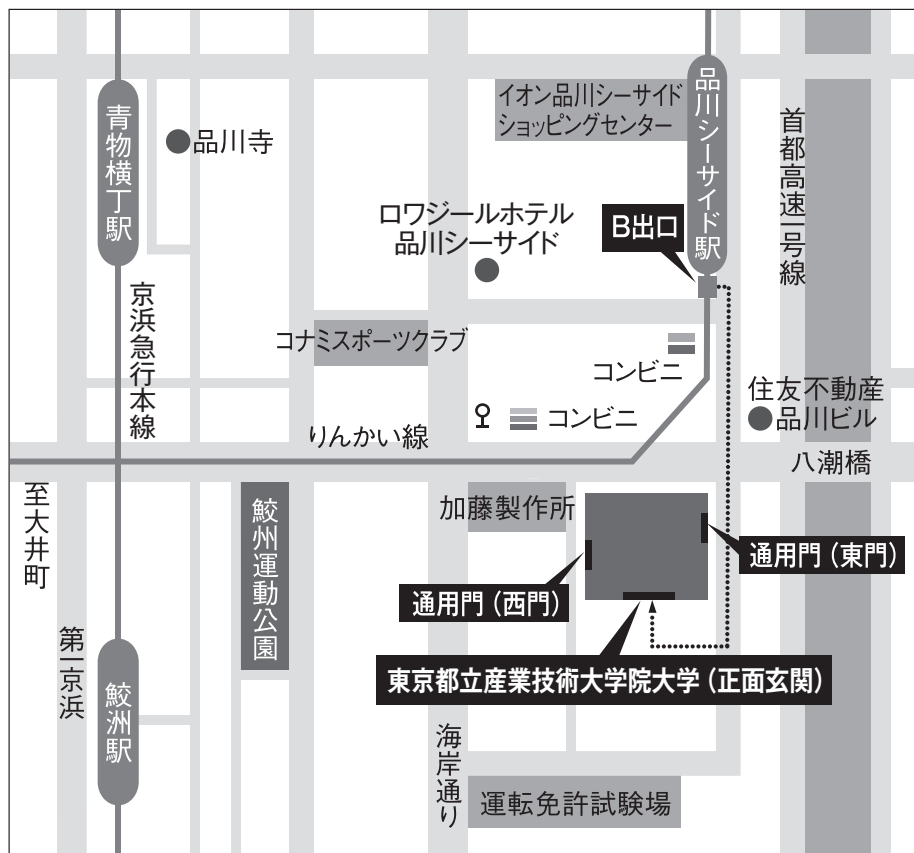 青物横丁駅
品川寺
イオン品川シーサイド
ショッピングセンター
品川シーサイド駅
首都高速一号線
ロワジールホテル
品川シーサイド
B出口
京浜急行本線
コナミスポーツクラブ
コンビニ
住友不動産
品川ビル
コンビニ
りんかい線
八潮橋
至大井町
鮫州運動公園
加藤製作所
通用門（東門）
通用門（西門）
第一京浜
鮫洲駅
東京都立産業技術大学院大学（正面玄関）
海岸通り
運転免許試験場